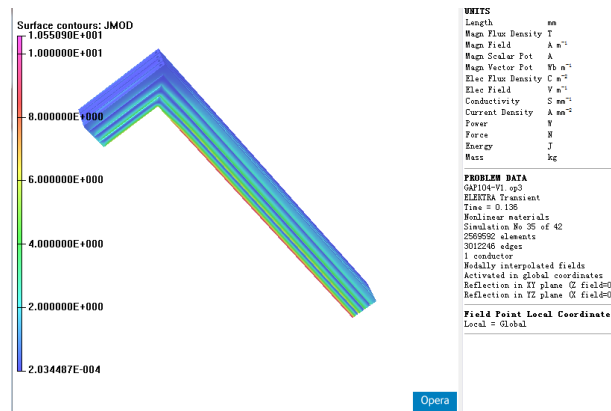 Surface contours: JMOD
1.055090E+001
1.000000E+001
8.000000E+000
6.000000E+000
4.000000E+000
2.000000E+000
2.034487E-004
Opera
UNITS
Length mm
Magn Flux Density T
Magn Field A m⁻¹
Magn Scalar Pot A
Magn Vector Pot Wb m⁻¹
Elec Flux Density C m⁻²
Elec Field V m⁻¹
Conductivity S mm⁻¹
Current Density A mm⁻²
Power W
Force N
Energy J
Mass kg
PROBLEM DATA
GAP104-V1.op3
ELEKTRA Transient
Time = 0.136
Nonlinear materials
Simulation No 35 of 42
2569592 elements
3012246 edges
1 conductor
Nodally interpolated fields
Activated in global coordinates
Reflection in XY plane (Z field=0
Reflection in YZ plane (X field=0
Field Point Local Coordinate
Local = Global